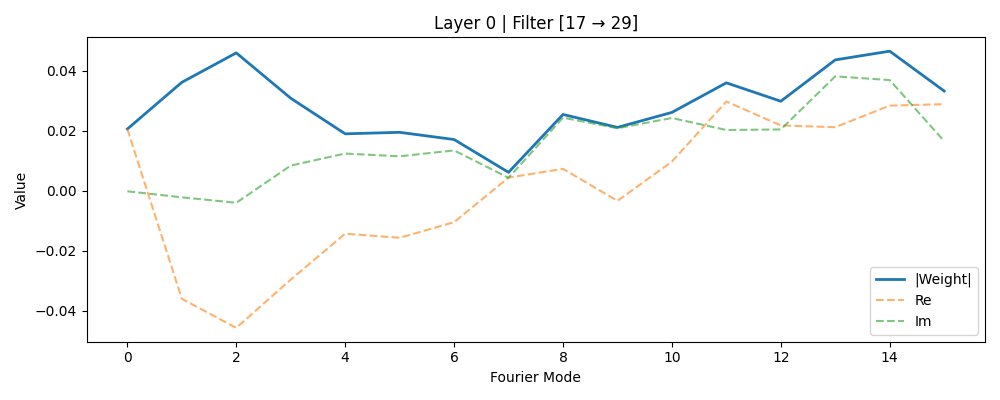 Layer 0 | Filter [17 → 29]
Value
0.04
0.02
0.00
−0.02
−0.04
|Weight|
Re
Im
0 2 4 6 8 10 12 14
Fourier Mode